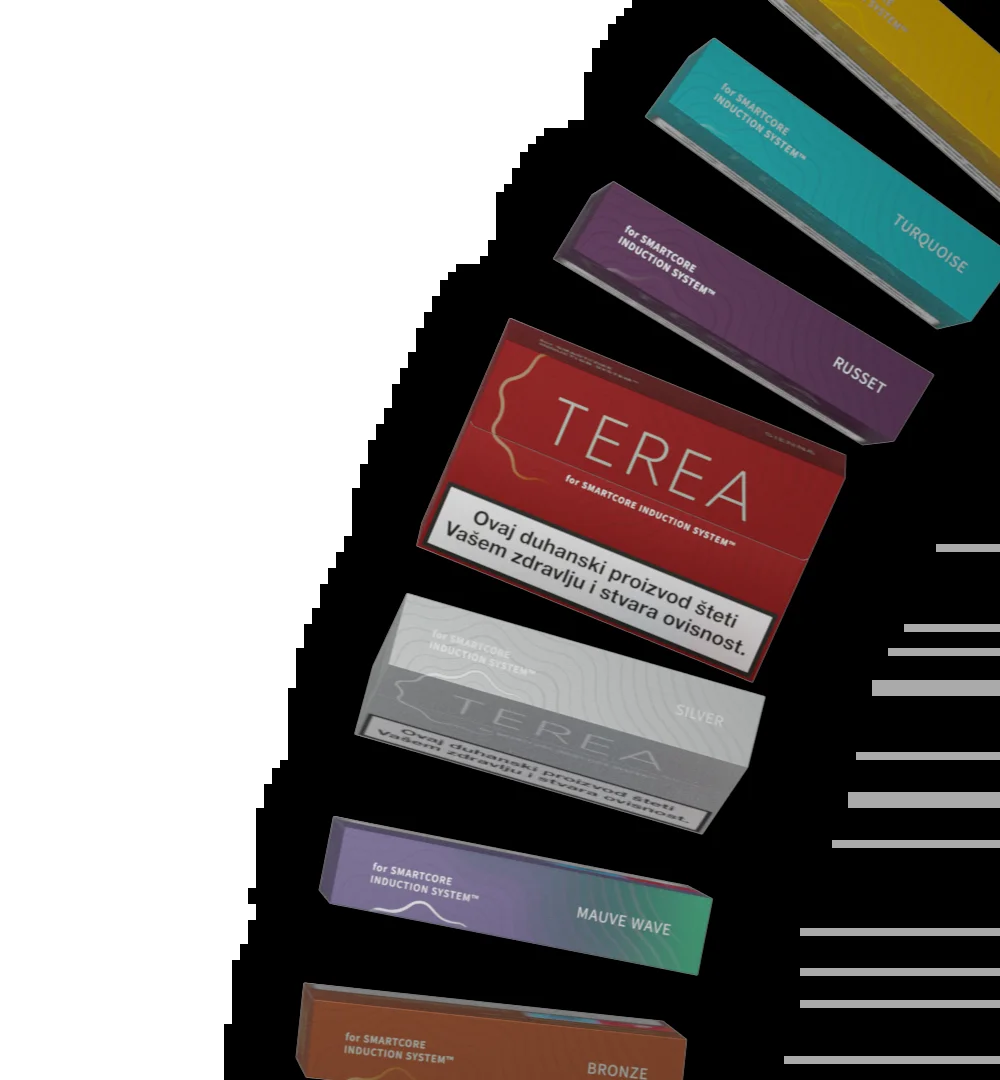 SYSTEM™
for SMARTCORE
INDUCTION SYSTEM™
TURQUOISE
for SMARTCORE
INDUCTION SYSTEM™
RUSSET
SIENNA
TEREA
for SMARTCORE INDUCTION SYSTEM™
Ovaj duhanski proizvod šteti
Vašem zdravlju i stvara ovisnost.
for SMARTCORE
INDUCTION SYSTEM™
SILVER
TEREA
Ovaj duhanski proizvod šteti
Vašem zdravlju i stvara ovisnost.
for SMARTCORE
INDUCTION SYSTEM™
MAUVE WAVE
for SMARTCORE
INDUCTION SYSTEM™
BRONZE